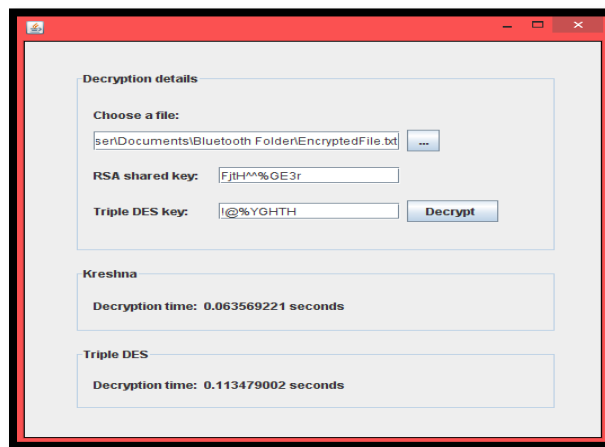 Decryption details
Choose a file:
ser\Documents\Bluetooth Folder\EncryptedFile.txt
...
RSA shared key: FjtH^^%GE3r
Triple DES key: !@%YGHTH
Decrypt
Kreshna
Decryption time: 0.063569221 seconds
Triple DES
Decryption time: 0.113479002 seconds